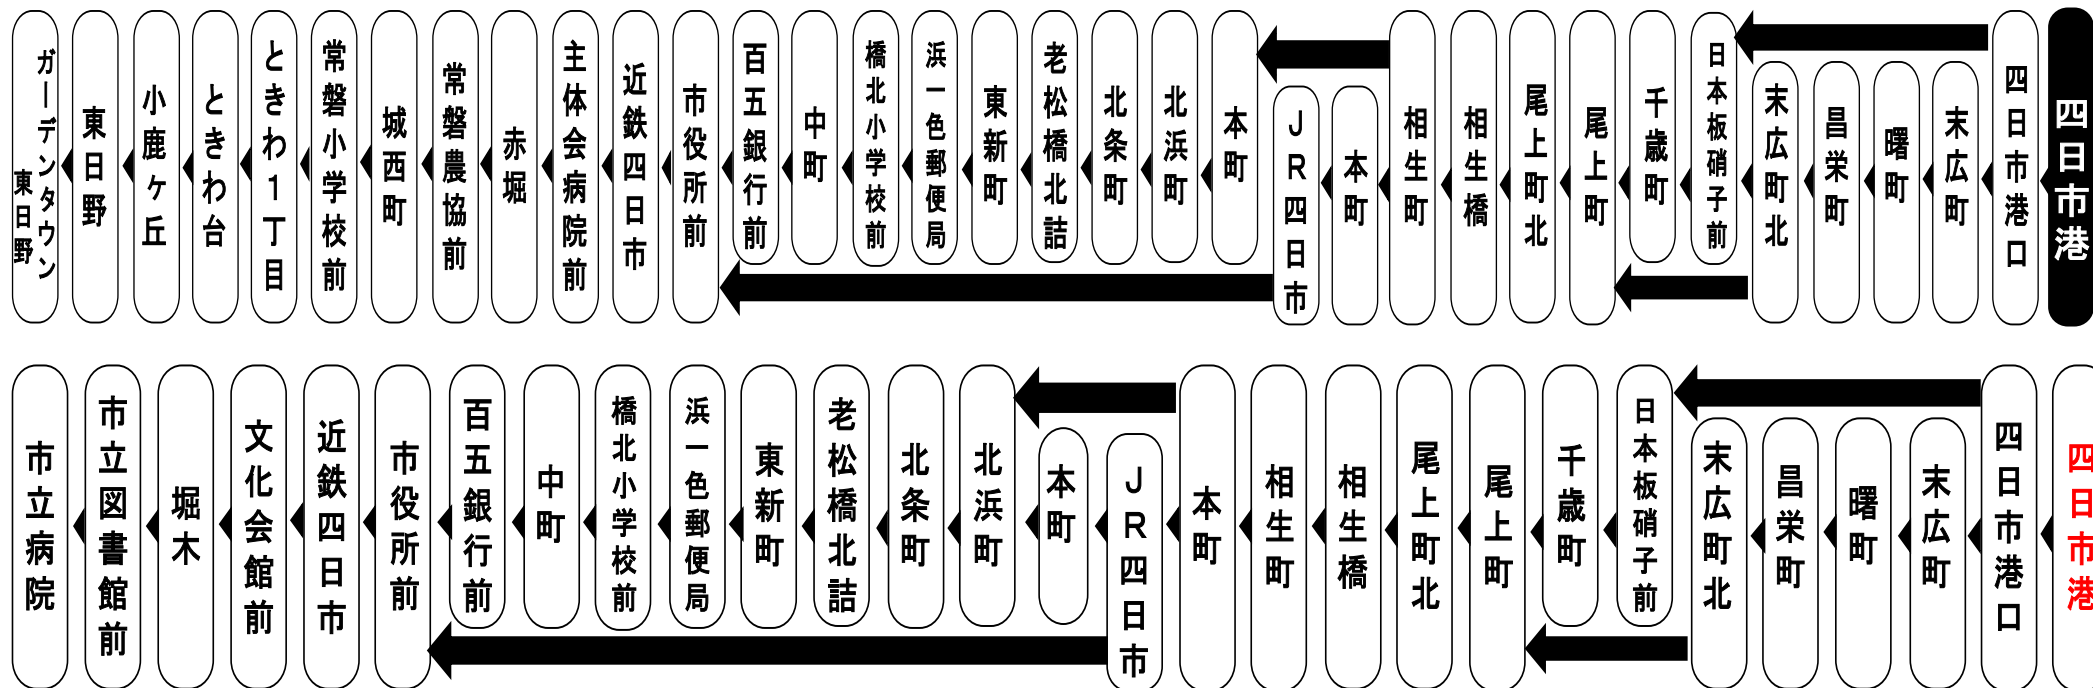 四日市港
四日市港口
末広町
曙町
昌栄町
末広町北
日本板硝子前
千歳町
尾上町
尾上町北
相生橋
相生町
本町
JR四日市
本町
北浜町
北条町
老松橋北詰
東新町
浜一色郵便局
橋北小学校前
中町
百五銀行前
市役所前
近鉄四日市
主体会病院前
赤堀
常磐農協前
城西町
常磐小学校前
ときわ1丁目
ときわ台
小鹿ヶ丘
東日野
ガーデンタウン
東日野
四日市港
四日市港口
末広町
曙町
昌栄町
末広町北
日本板硝子前
千歳町
尾上町
尾上町北
相生橋
相生町
本町
JR四日市
本町
北浜町
北条町
老松橋北詰
東新町
浜一色郵便局
橋北小学校前
中町
百五銀行前
市役所前
近鉄四日市
文化会館前
堀木
市立図書館前
市立病院